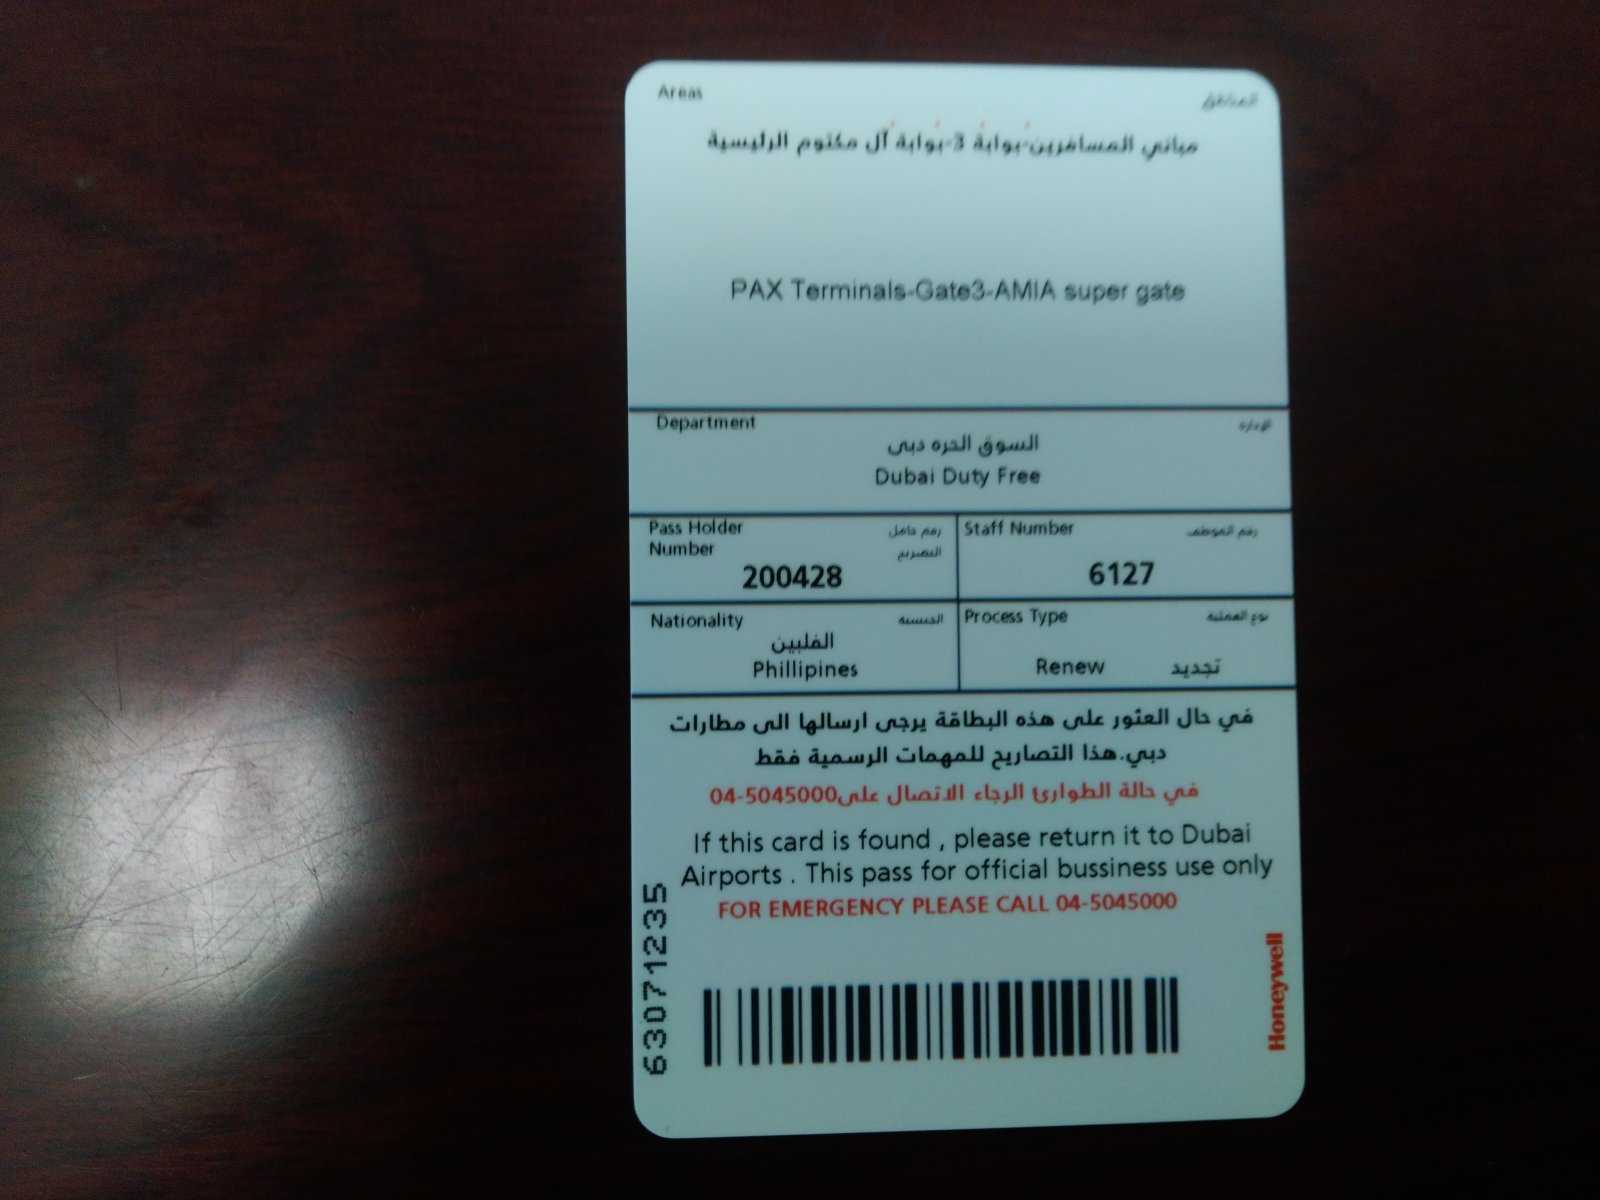 Areas المناطق
مباني المسافرين-بوابة 3-بوابة آل مكتوم الرئيسية
PAX Terminals-Gate3-AMIA super gate
Department الإدارة
السوق الحره دبي
Dubai Duty Free
Pass Holder رقم حامل
Number التصريح
200428
Staff Number رقم الموظف
6127
Nationality الجنسية
الفلبين
Phillipines
Process Type نوع العملية
Renew تجديد
في حال العثور على هذه البطاقة يرجى ارسالها الى مطارات
دبي.هذا التصاريح للمهمات الرسمية فقط
في حالة الطوارئ الرجاء الاتصال على04-5045000
If this card is found , please return it to Dubai
Airports . This pass for official bussiness use only
FOR EMERGENCY PLEASE CALL 04-5045000
63071235
Honeywell